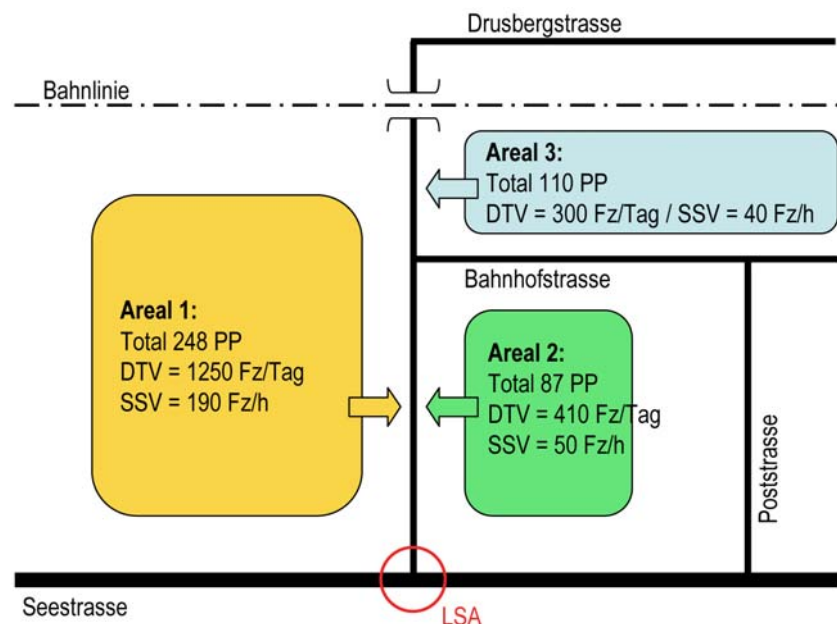 Drusbergstrasse
Bahnlinie
Areal 3:
Total 110 PP
DTV = 300 Fz/Tag / SSV = 40 Fz/h
Bahnhofstrasse
Areal 1:
Total 248 PP
DTV = 1250 Fz/Tag
SSV = 190 Fz/h
Areal 2:
Total 87 PP
DTV = 410 Fz/Tag
SSV = 50 Fz/h
Poststrasse
Seestrasse
LSA